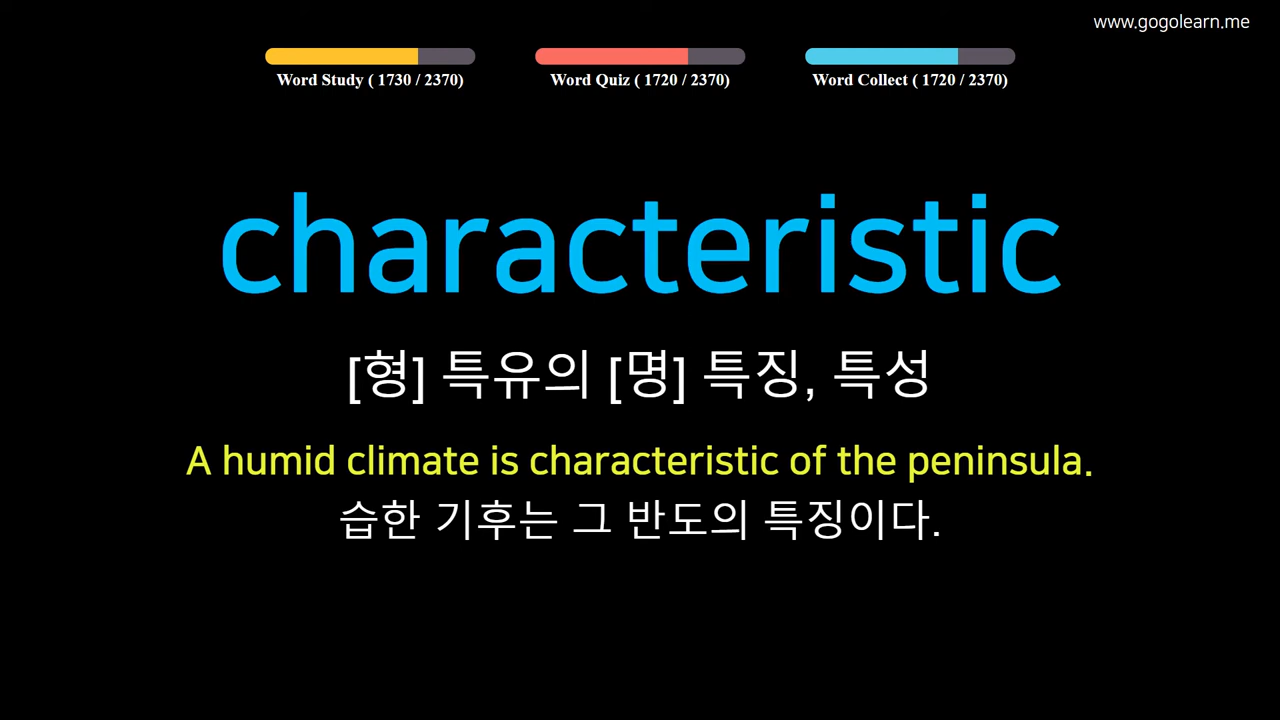 www.gogolearn.me
Word Study ( 1730 / 2370)
Word Quiz ( 1720 / 2370)
Word Collect ( 1720 / 2370)
characteristic
[형] 특유의 [명] 특징, 특성
A humid climate is characteristic of the peninsula.
습한 기후는 그 반도의 특징이다.